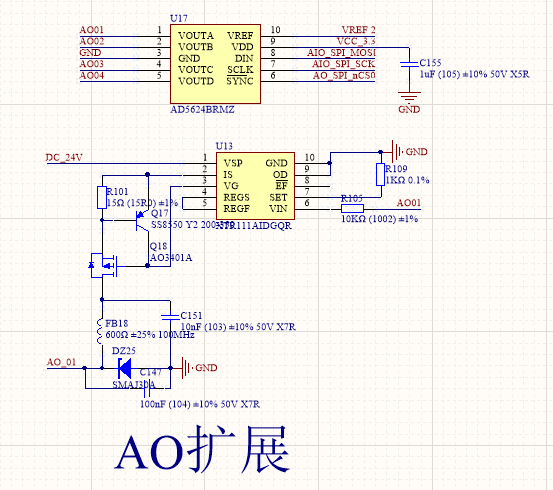 U17
AO01 1 VOUTA VREF 10 VREF 2
AO02 2 VOUTB VDD 9 VCC_3.3
GND 3 GND DIN 8 AIO_SPI_MOSI
AO03 4 VOUTC SCLK 7 AIO_SPI_SCK
AO04 5 VOUTD SYNC 6 AO_SPI_nCS0
AD5624BRMZ
C155
1uF (105) ±10% 50V X5R
GND
U13
DC_24V 1 VSP GND 10 GND
2 IS OD 9
3 VG EF 8
4 REGS SET 7
5 REGF VIN 6
R109
1KΩ 0.1%
R105 AO01
10KΩ (1002) ±1%
R101
15Ω (15R0) ±1%
Q17
SS8550 Y2 200-350
XTR111AIDGQR
Q18
AO3401A
C151
10nF (103) ±10% 50V X7R
FB18
600Ω ±25% 100MHz
DZ25
AO_01 GND
C147
SMAJ30A
100nF (104) ±10% 50V X7R
AO扩展